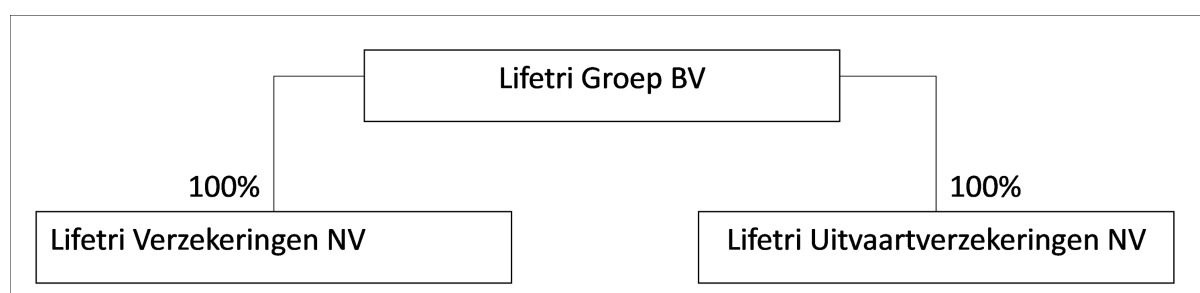 Lifetri Groep BV
100%
100%
Lifetri Verzekeringen NV
Lifetri Uitvaartverzekeringen NV